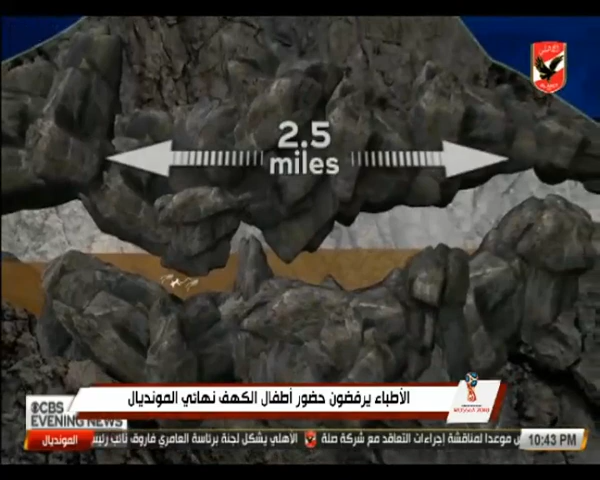 الأهلي
2.5
miles
الأطباء يرفضون حضور أطفال الكهف نهائي المونديال
CBS
EVENING NEWS
المونديال
موعدا لمناقشة إجراءات التعاقد مع شركة صلة
الأهلي يشكل لجنة برئاسة العامري فاروق نائب رئيس
10:43 PM